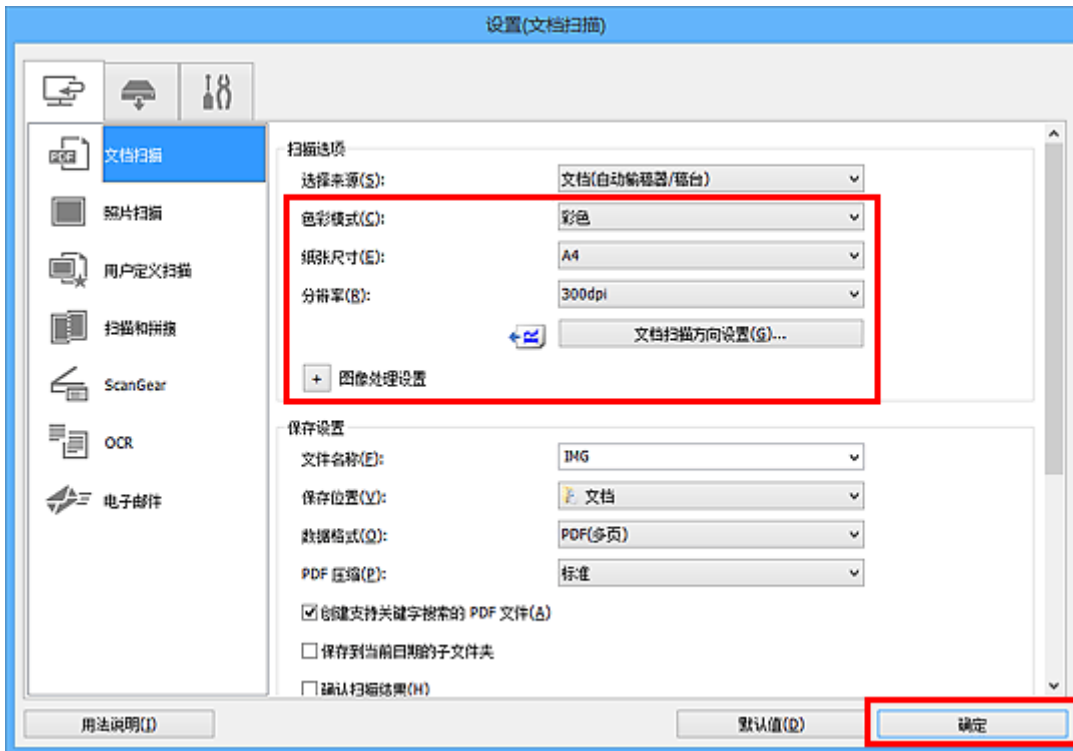 设置(文档扫描)
PDF
文档扫描
照片扫描
用户定义扫描
扫描和拼接
ScanGear
OCR
电子邮件
扫描选项
选择来源(S): 文档(自动输稿器/稿台)
色彩模式(C): 彩色
纸张尺寸(E): A4
分辨率(R): 300dpi
文档扫描方向设置(G)...
+ 图像处理设置
保存设置
文件名称(F): IMG
保存位置(V): 文档
数据格式(O): PDF(多页)
PDF 压缩(P): 标准
创建支持关键字搜索的 PDF 文件(A)
保存到当前日期的子文件夹
确认扫描结果(H)
用法说明(I) 默认值(D) 确定